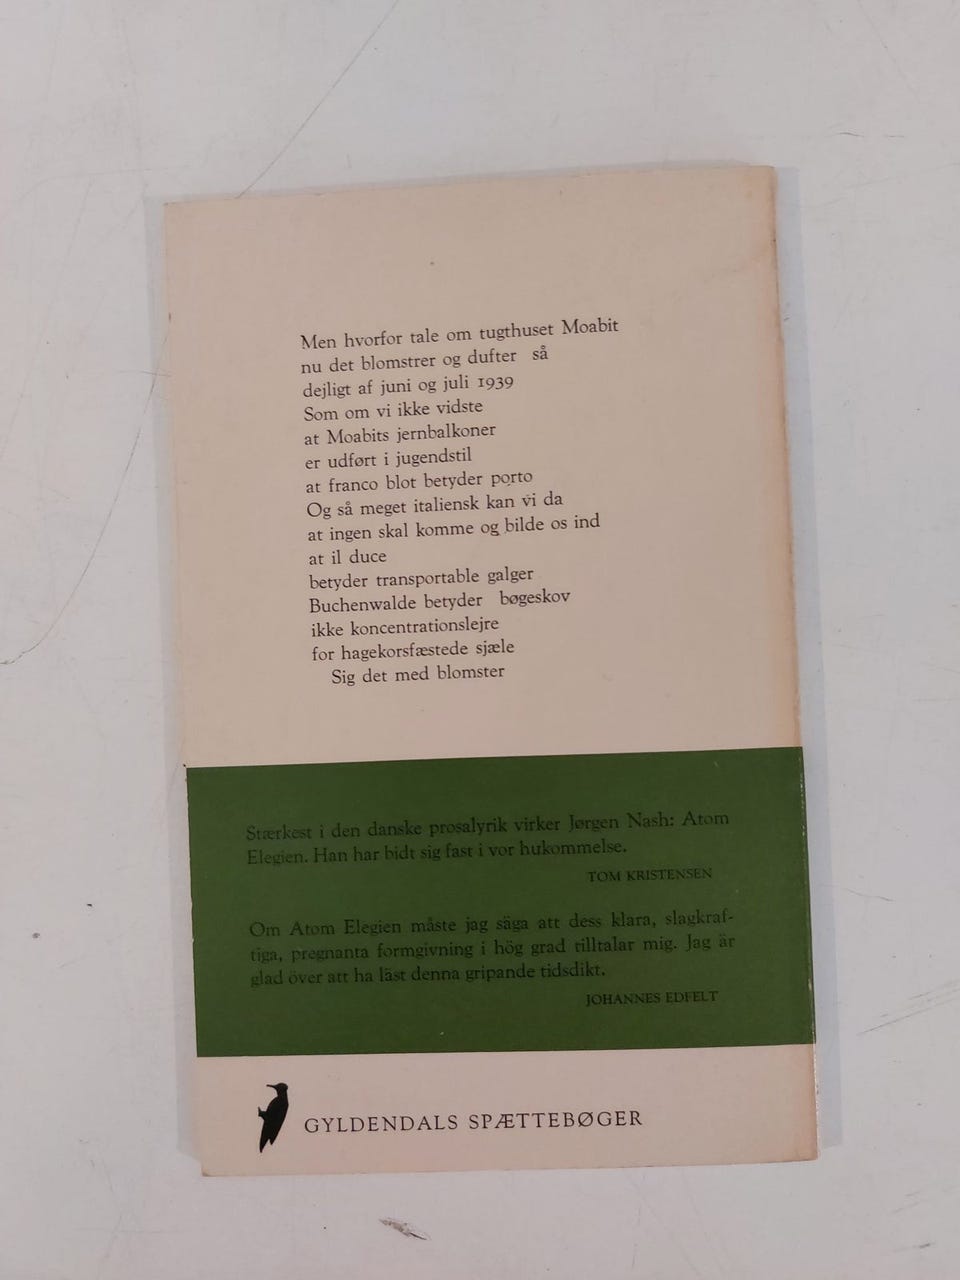 Men hvorfor tale om tugthuset Moabit
nu det blomstrer og dufter så
dejligt af juni og juli 1939
Som om vi ikke vidste
at Moabits jernbalkoner
er udført i jugendstil
at franco blot betyder porto
Og så meget italiensk kan vi da
at ingen skal komme og bilde os ind
at il duce
betyder transportable galger
Buchenwalde betyder bøgeskov
ikke koncentrationslejre
for hagekorsfæstede sjæle
Sig det med blomster
Stærkest i den danske prosalyrik virker Jørgen Nash: Atom
Elegien. Han har bidt sig fast i vor hukommelse.
TOM KRISTENSEN
Om Atom Elegien måste jag säga att dess klara, slagkraf-
tiga, pregnanta formgivning i hög grad tilltalar mig. Jag är
glad över att ha läst denna gripande tidsdikt.
JOHANNES EDFELT
GYLDENDALS SPÆTTEBØGER